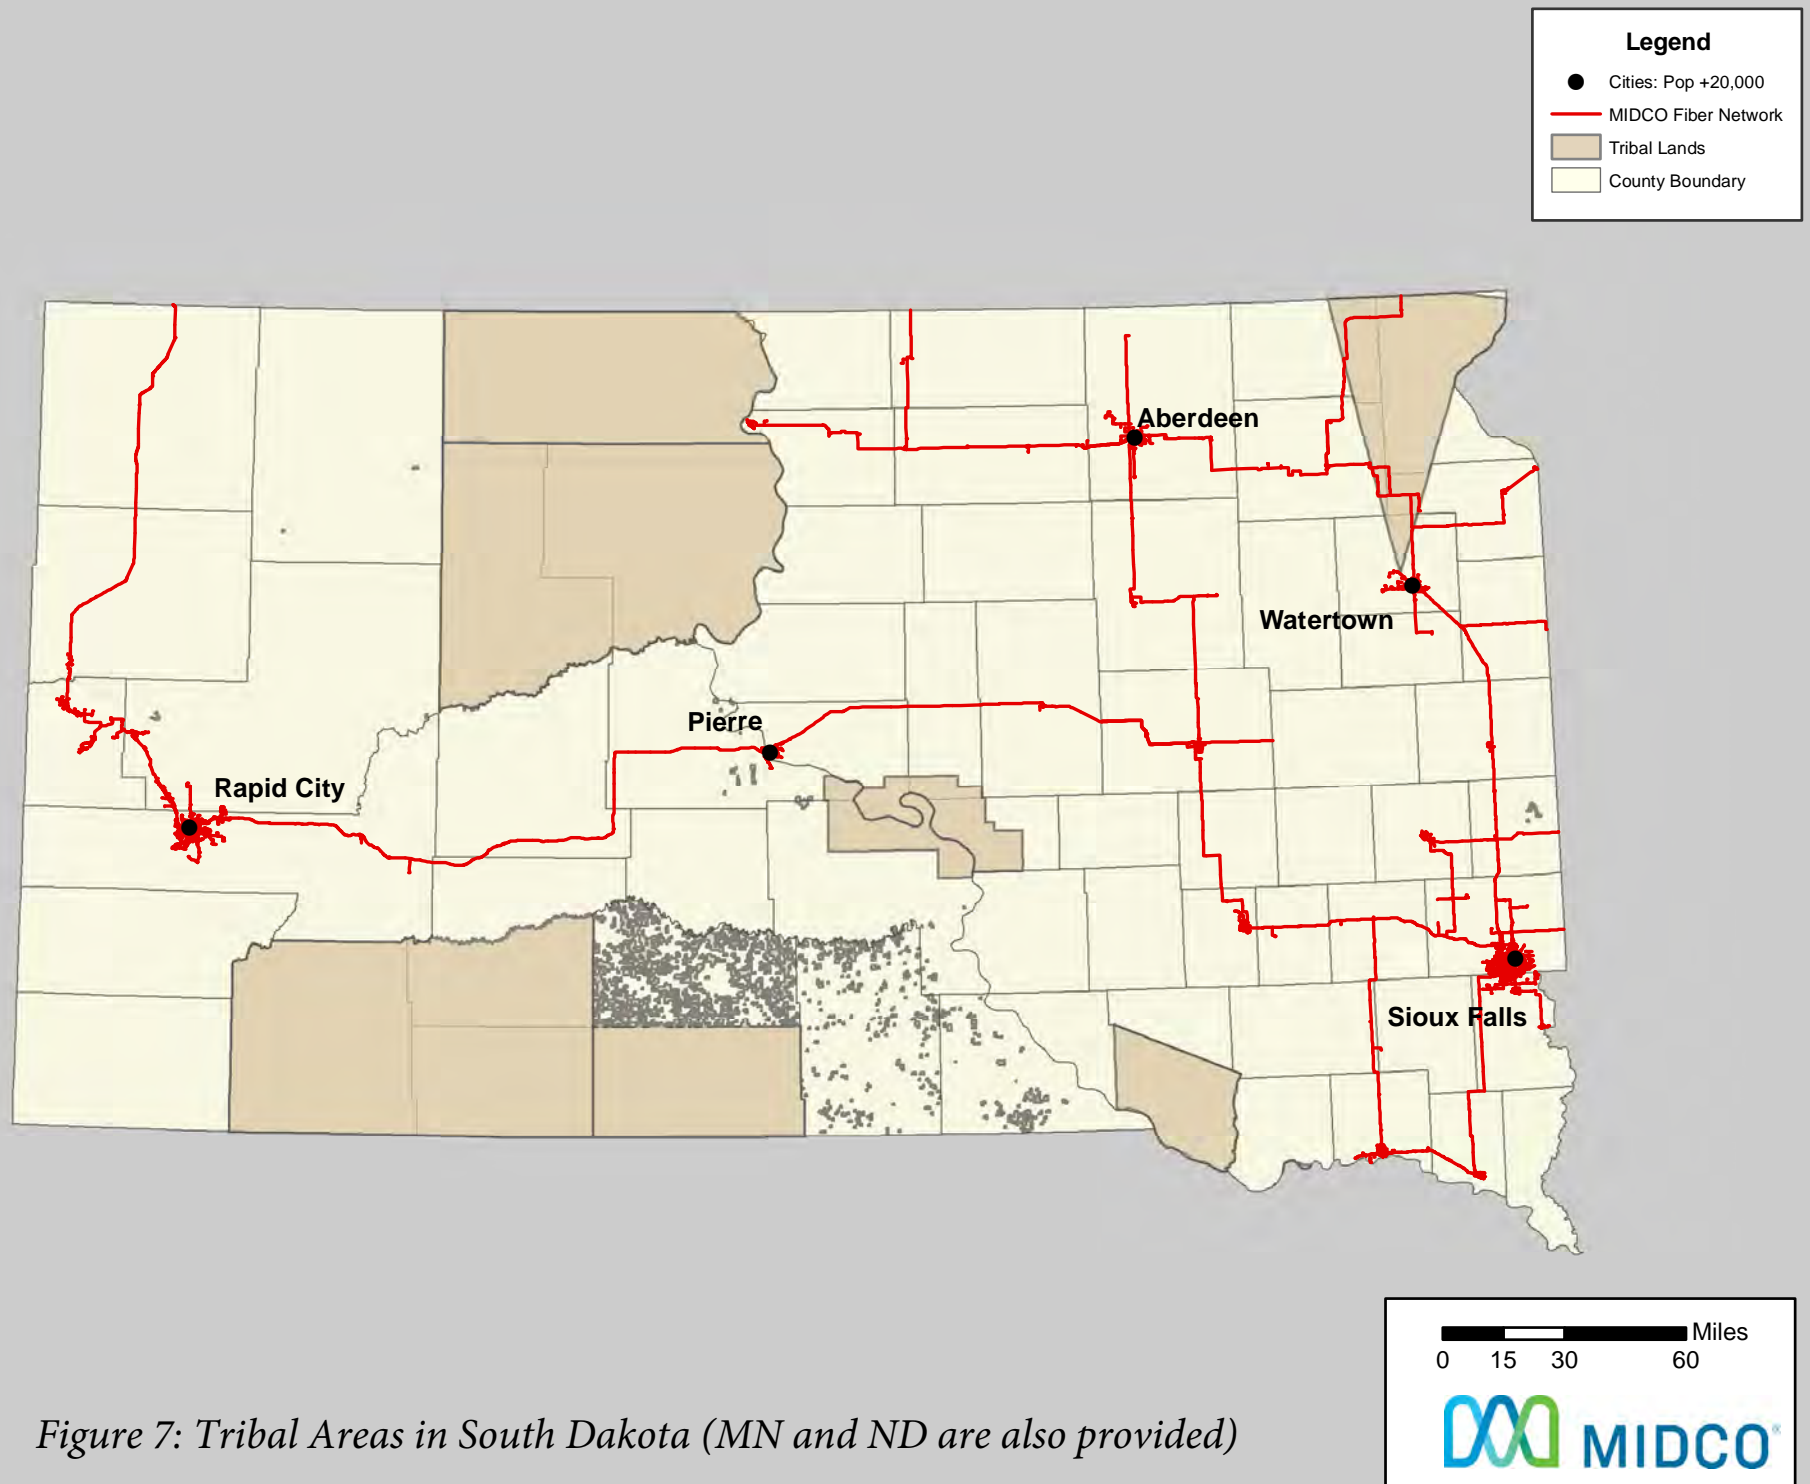 Legend
Cities: Pop +20,000
MIDCO Fiber Network
Tribal Lands
County Boundary
Aberdeen
Watertown
Pierre
Rapid City
Sioux Falls
Miles
0 15 30 60
MIDCO®
Figure 7: Tribal Areas in South Dakota (MN and ND are also provided)